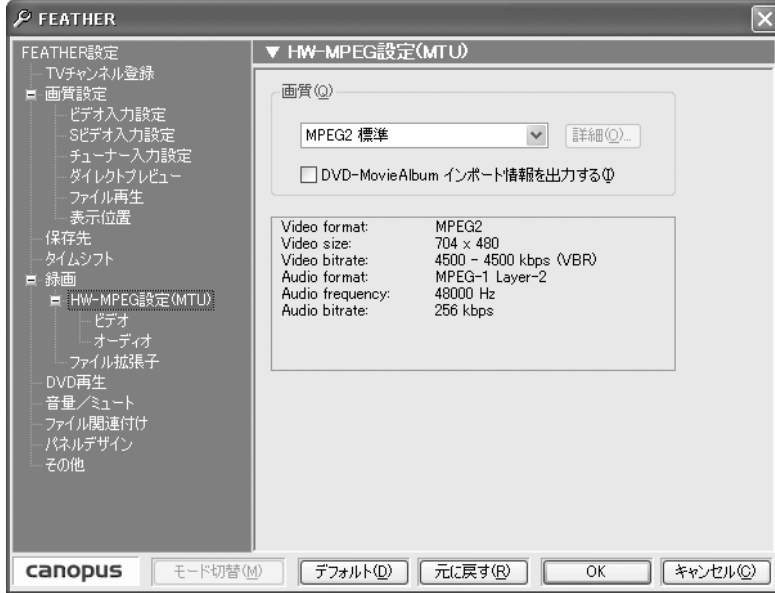 FEATHER
FEATHER設定
TVチャンネル登録
画質設定
ビデオ入力設定
Sビデオ入力設定
チューナー入力設定
ダイレクトプレビュー
ファイル再生
表示位置
保存先
タイムシフト
録画
HW-MPEG設定(MTU)
ビデオ
オーディオ
ファイル拡張子
DVD再生
音量／ミュート
ファイル関連付け
パネルデザイン
その他
▼ HW-MPEG設定(MTU)
画質(Q)
MPEG2 標準
詳細(O)...
DVD-MovieAlbum インポート情報を出力する(I)
Video format: MPEG2
Video size: 704 x 480
Video bitrate: 4500 - 4500 kbps (VBR)
Audio format: MPEG-1 Layer-2
Audio frequency: 48000 Hz
Audio bitrate: 256 kbps
canopus
モード切替(M)
デフォルト(D)
元に戻す(R)
OK
キャンセル(C)